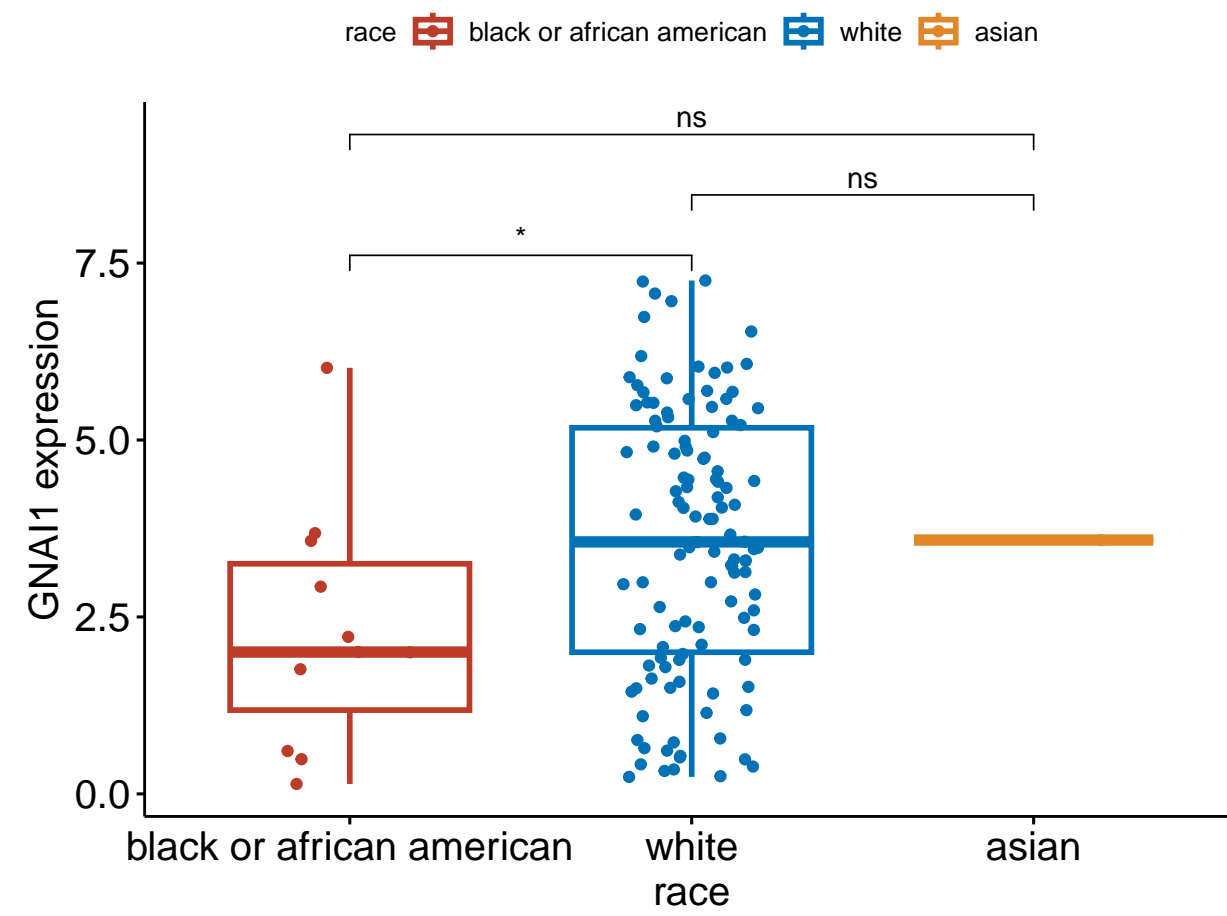 race black or african american white asian
ns
ns
*
7.5
5.0
2.5
0.0
GNAI1 expression
black or african american white asian
race